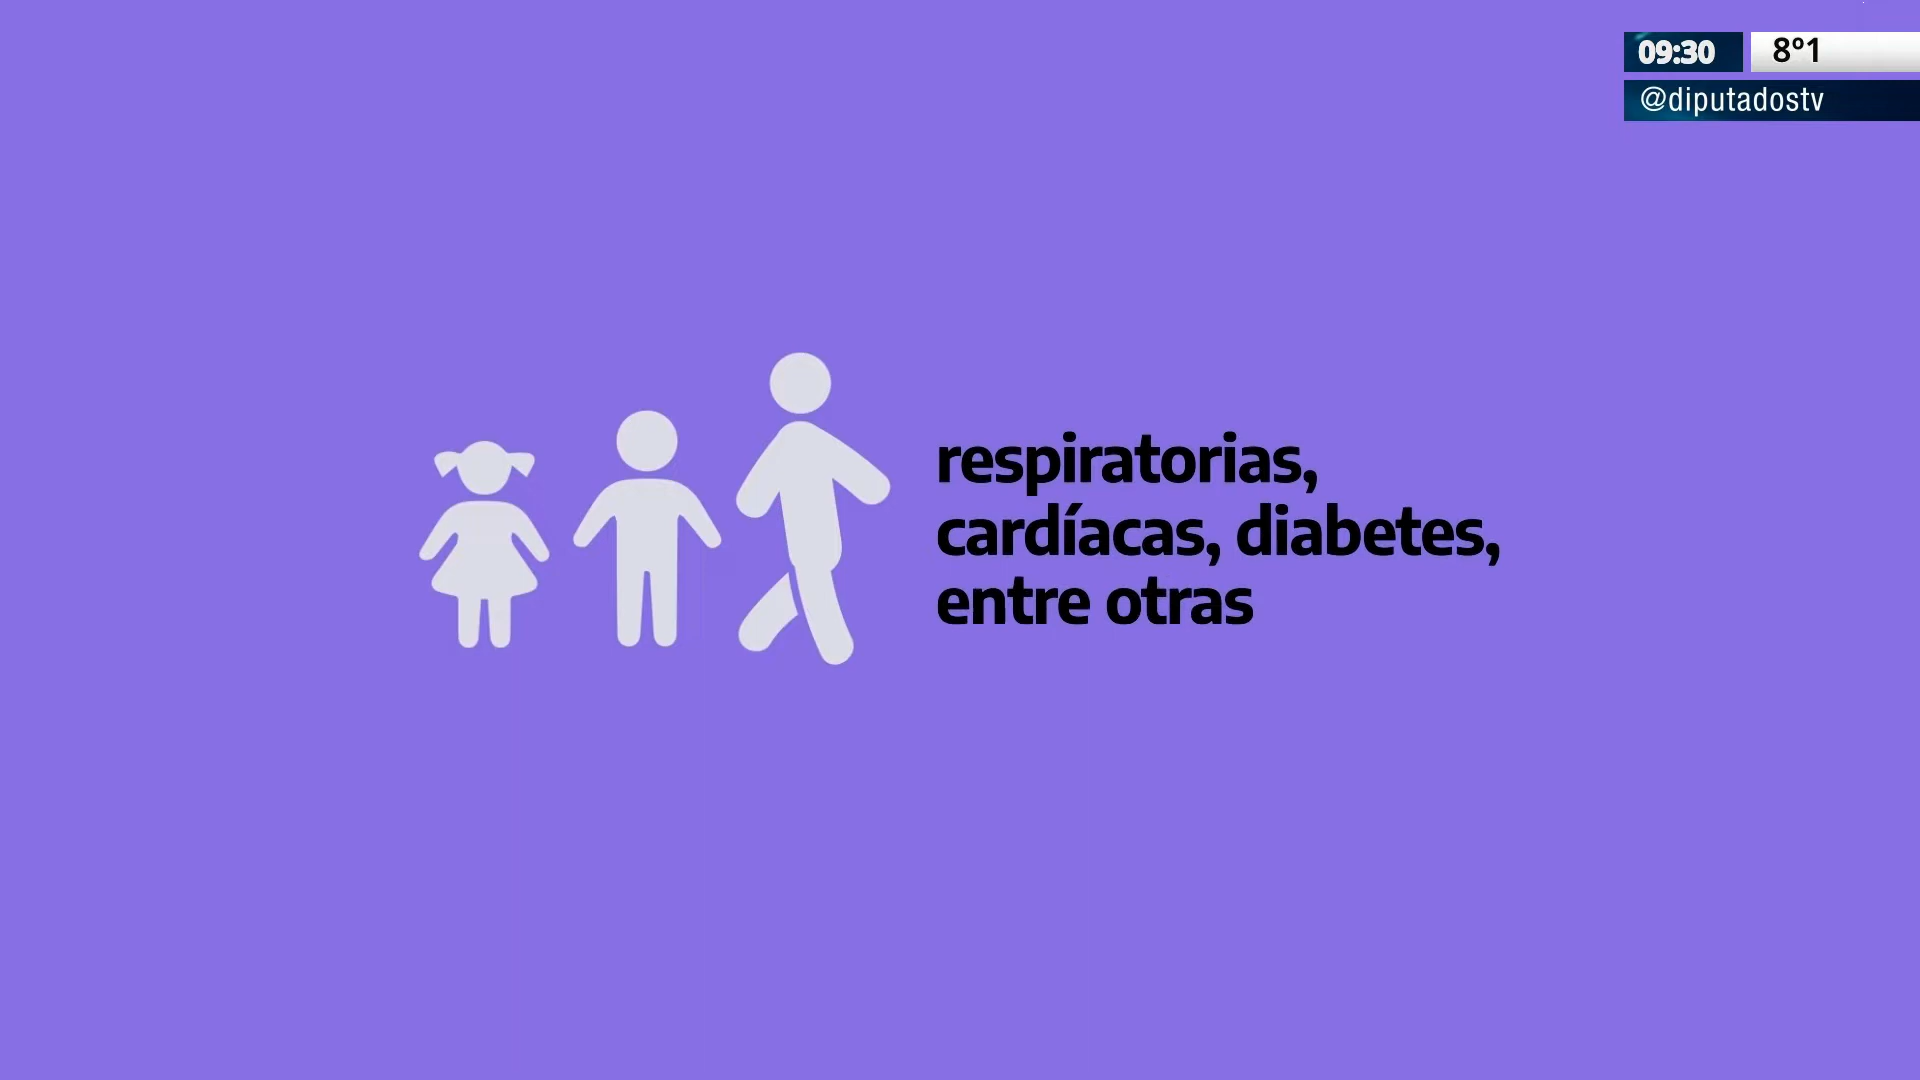 09:30 8º1
@diputadostv
respiratorias,
cardíacas, diabetes,
entre otras